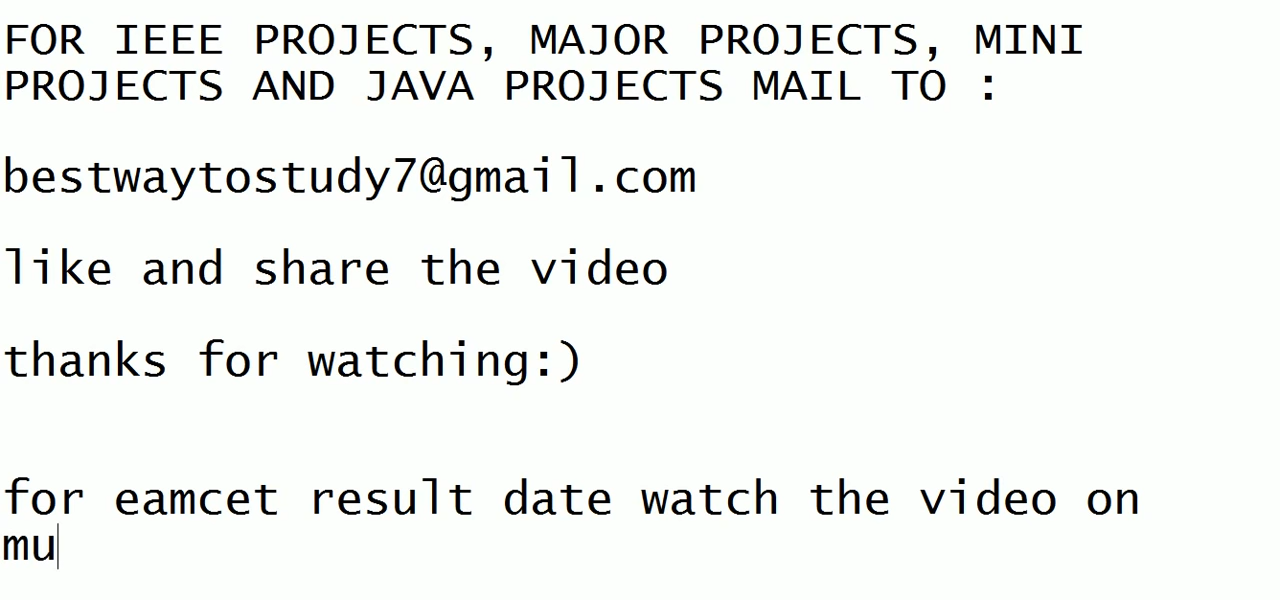 FOR IEEE PROJECTS, MAJOR PROJECTS, MINI
PROJECTS AND JAVA PROJECTS MAIL TO :
bestwaytostudy7@gmail.com
like and share the video
thanks for watching:)
for eamcet result date watch the video on
mu